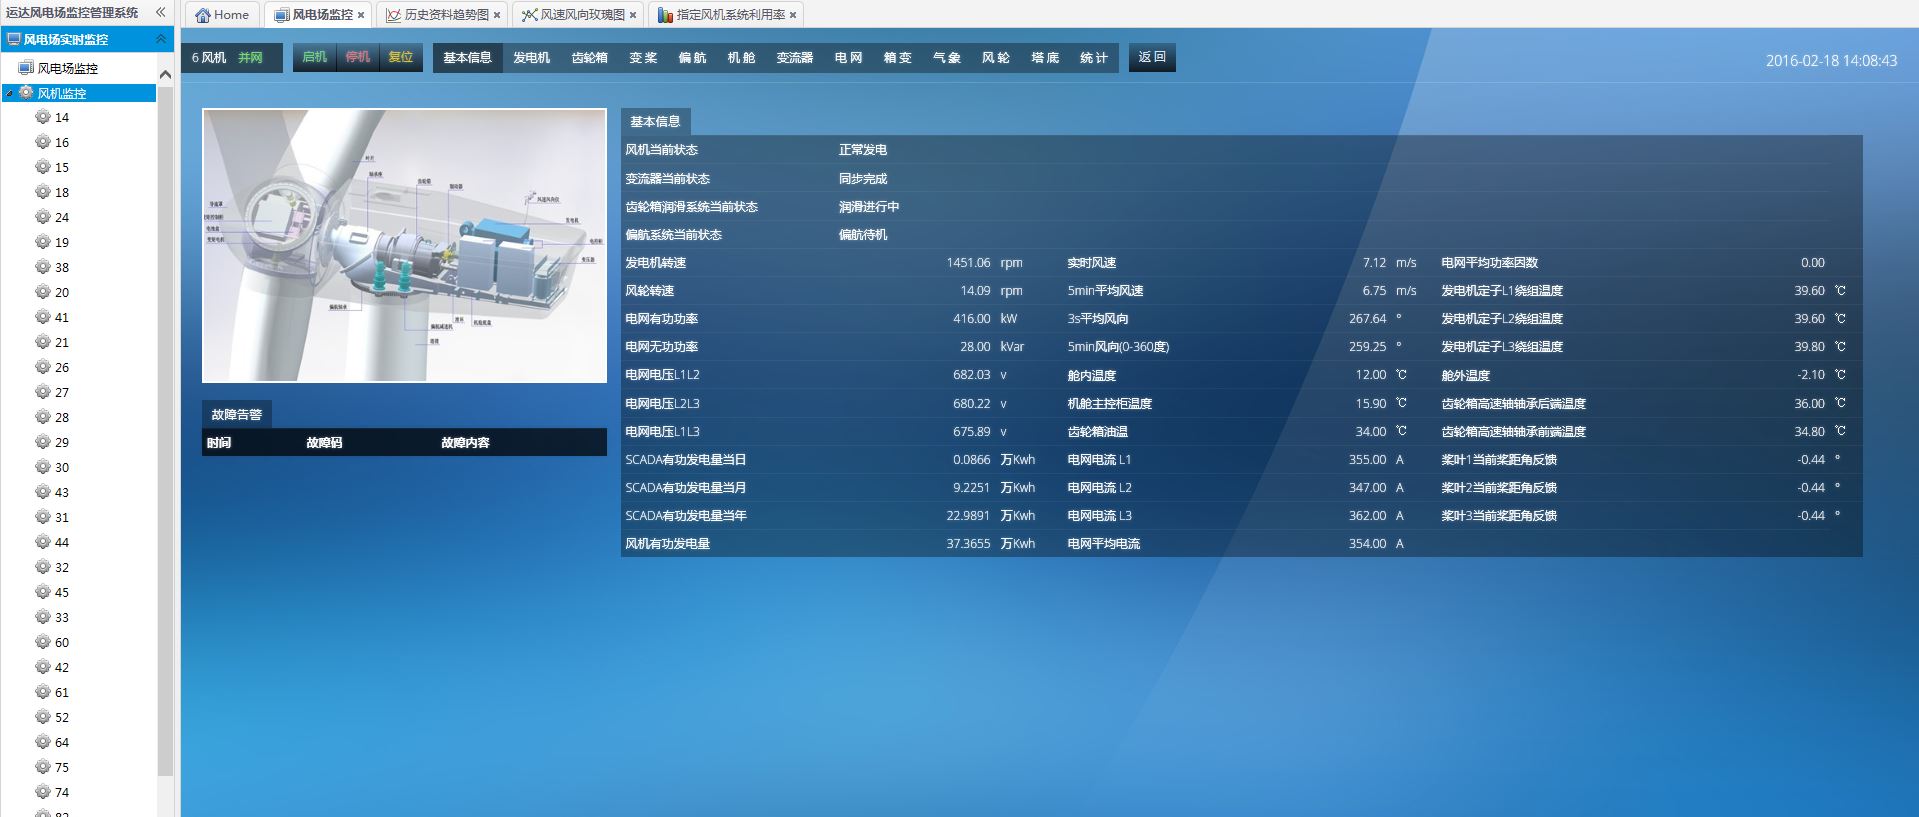 运达风电场监控管理系统
Home 风电场监控 历史资料趋势图 风速风向玫瑰图 指定风机系统利用率
风电场实时监控
风电场监控
风机监控
14
16
15
18
24
19
38
20
41
21
26
27
28
29
30
43
31
44
32
45
33
60
42
61
52
64
75
74
6 风机 并网 启机 停机 复位 基本信息 发电机 齿轮箱 变 桨 偏 航 机 舱 变流器 电 网 箱 变 气 象 风 轮 塔 底 统 计 返 回
2016-02-18 14:08:43
叶片
轴承座
齿轮箱
制动器
风速风向仪
发电机
导流罩
变压器
塔筒
故障告警
时间 故障码 故障内容
基本信息
风机当前状态 正常发电
变流器当前状态 同步完成
齿轮箱润滑系统当前状态 润滑进行中
偏航系统当前状态 偏航待机
发电机转速 1451.06 rpm 实时风速 7.12 m/s 电网平均功率因数 0.00
风轮转速 14.09 rpm 5min平均风速 6.75 m/s 发电机定子L1绕组温度 39.60 ℃
电网有功功率 416.00 kW 3s平均风向 267.64 ° 发电机定子L2绕组温度 39.60 ℃
电网无功功率 28.00 kVar 5min风向(0-360度) 259.25 ° 发电机定子L3绕组温度 39.80 ℃
电网电压L1L2 682.03 v 舱内温度 12.00 ℃ 舱外温度 -2.10 ℃
电网电压L2L3 680.22 v 机舱主控柜温度 15.90 ℃ 齿轮箱高速轴轴承后端温度 36.00 ℃
电网电压L1L3 675.89 v 齿轮箱油温 34.00 ℃ 齿轮箱高速轴轴承前端温度 34.80 ℃
SCADA有功发电量当日 0.0866 万Kwh 电网电流 L1 355.00 A 桨叶1当前桨距角反馈 -0.44 °
SCADA有功发电量当月 9.2251 万Kwh 电网电流 L2 347.00 A 桨叶2当前桨距角反馈 -0.44 °
SCADA有功发电量当年 22.9891 万Kwh 电网电流 L3 362.00 A 桨叶3当前桨距角反馈 -0.44 °
风机有功发电量 37.3655 万Kwh 电网平均电流 354.00 A